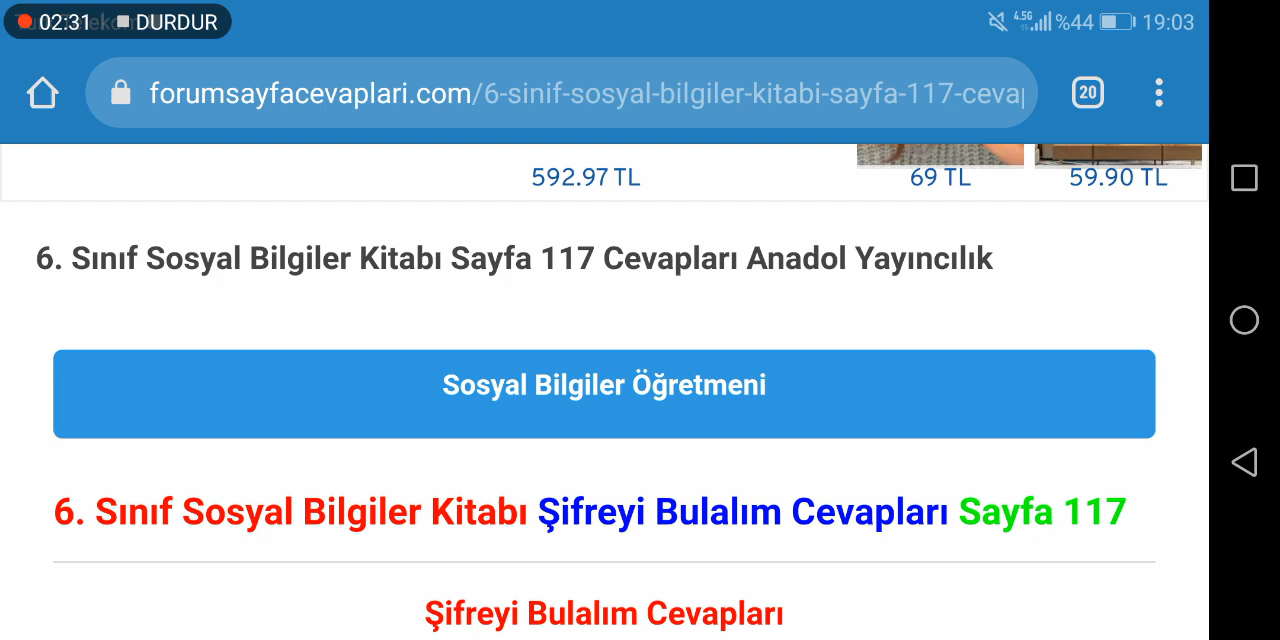 02:31 DURDUR 4.5G %44 19:03
forumsayfacevaplari.com/6-sinif-sosyal-bilgiler-kitabi-sayfa-117-cevap 20
592.97 TL 69 TL 59.90 TL
6. Sınıf Sosyal Bilgiler Kitabı Sayfa 117 Cevapları Anadol Yayıncılık
Sosyal Bilgiler Öğretmeni
6. Sınıf Sosyal Bilgiler Kitabı Şifreyi Bulalım Cevapları Sayfa 117
Şifreyi Bulalım Cevapları